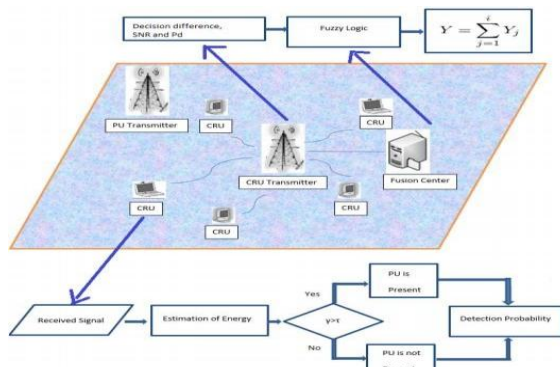 Decision difference,
SNR and Pd
Fuzzy Logic
Y = \sum_{j=1}^{i} Y_j
PU Transmitter
CRU
CRU
CRU Transmitter
Fusion Center
CRU
CRU
CRU
Received Signal
Estimation of Energy
y>τ
Yes
No
PU is
Present
PU is not
Detection Probability